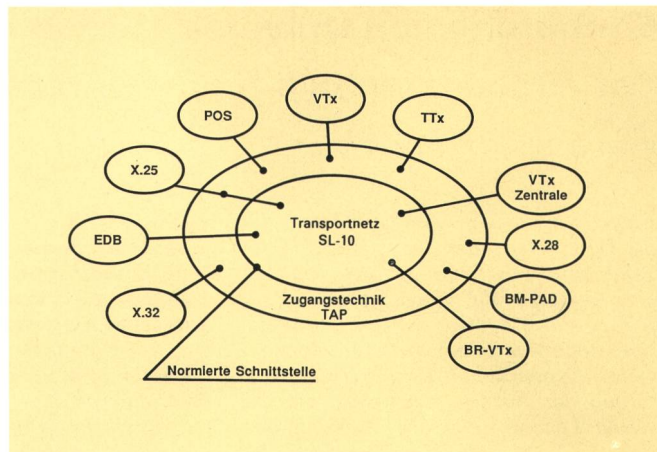 VTx
POS
TTx
X.25
VTx
Zentrale
Transportnetz
SL-10
EDB
X.28
Zugangstechnik
TAP
BM-PAD
X.32
BR-VTx
Normierte Schnittstelle